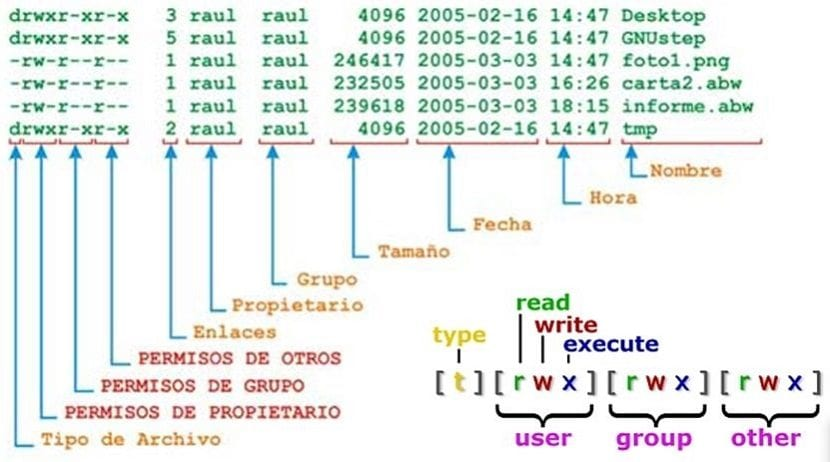 drwxr-xr-x 3 raul raul 4096 2005-02-16 14:47 Desktop
drwxr-xr-x 5 raul raul 4096 2005-02-16 14:47 GNUstep
-rw-r--r-- 1 raul raul 246417 2005-03-03 14:47 foto1.png
-rw-r--r-- 1 raul raul 232505 2005-03-03 16:26 carta2.abw
-rw-r--r-- 1 raul raul 239618 2005-03-03 18:15 informe.abw
drwxr-xr-x 2 raul raul 4096 2005-02-16 14:47 tmp
Nombre
Hora
Fecha
Tamaño
Grupo
Propietario
Enlaces
PERMISOS DE OTROS
PERMISOS DE GRUPO
PERMISOS DE PROPIETARIO
Tipo de Archivo
read
write
type
execute
[t][rwx][rwx][rwx]
user group other